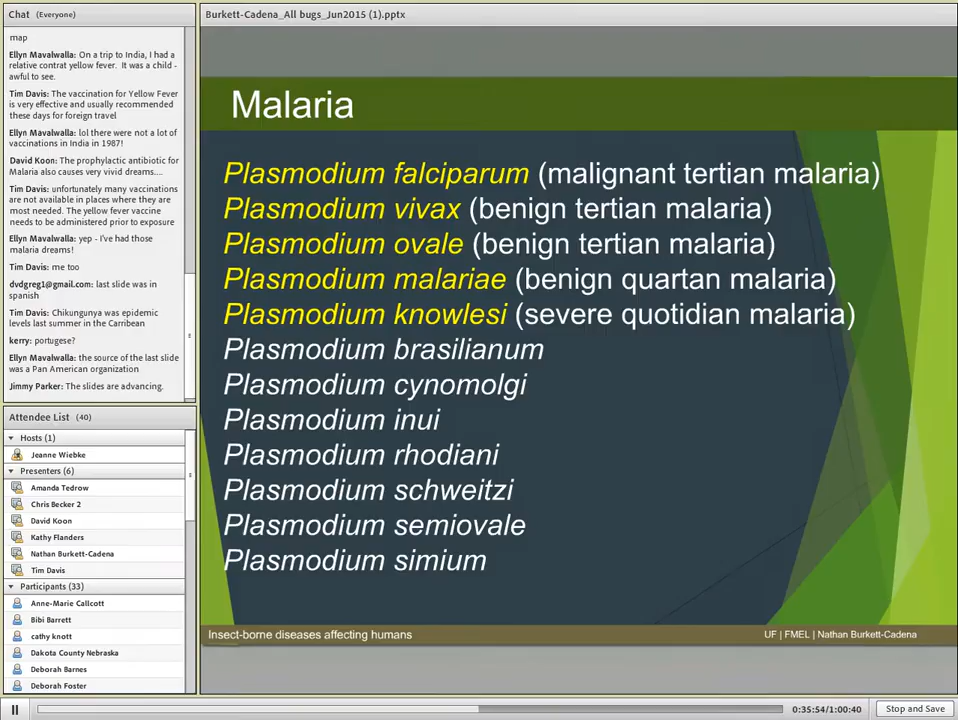 Chat (Everyone)
map
Ellyn Mavalwalla: On a trip to India, I had a
relative contrat yellow fever. It was a child -
awful to see.
Tim Davis: The vaccination for Yellow Fever
is very effective and usually recommended
these days for foreign travel
Ellyn Mavalwalla: lol there were not a lot of
vaccinations in India in 1987!
David Koon: The prophylactic antibiotic for
Malaria also causes very vivid dreams....
Tim Davis: unfortunately many vaccinations
are not available in places where they are
most needed. The yellow fever vaccine
needs to be administered prior to exposure
Ellyn Mavalwalla: yep - I've had those
malaria dreams!
Tim Davis: me too
dvdgreg1@gmail.com: last slide was in
spanish
Tim Davis: Chikungunya was epidemic
levels last summer in the Carribean
kerry: portugese?
Ellyn Mavalwalla: the source of the last slide
was a Pan American organization
Jimmy Parker: The slides are advancing.
Attendee List (40)
Hosts (1)
Jeanne Wiebke
Presenters (6)
Amanda Tedrow
Chris Becker 2
David Koon
Kathy Flanders
Nathan Burkett-Cadena
Tim Davis
Participants (33)
Anne-Marie Callcott
Bibi Barrett
cathy knott
Dakota County Nebraska
Deborah Barnes
Deborah Foster
Burkett-Cadena_All bugs_Jun2015 (1).pptx
Malaria
Plasmodium falciparum (malignant tertian malaria)
Plasmodium vivax (benign tertian malaria)
Plasmodium ovale (benign tertian malaria)
Plasmodium malariae (benign quartan malaria)
Plasmodium knowlesi (severe quotidian malaria)
Plasmodium brasilianum
Plasmodium cynomolgi
Plasmodium inui
Plasmodium rhodiani
Plasmodium schweitzi
Plasmodium semiovale
Plasmodium simium
Insect-borne diseases affecting humans
UF | FMEL | Nathan Burkett-Cadena
0:35:54/1:00:40
Stop and Save